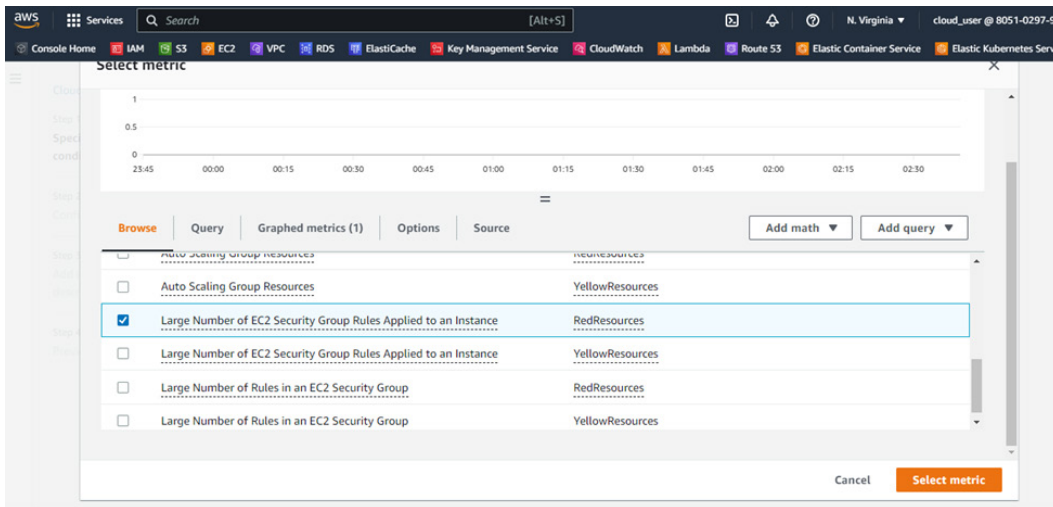 aws Services Search [Alt+S] N. Virginia ▼ cloud_user @ 8051-0297-9
Console Home IAM S3 EC2 VPC RDS ElastiCache Key Management Service CloudWatch Lambda Route 53 Elastic Container Service Elastic Kubernetes Serv
Select metric
1
0.5
0
23:45 00:00 00:15 00:30 00:45 01:00 01:15 01:30 01:45 02:00 02:15 02:30
Browse Query Graphed metrics (1) Options Source Add math ▼ Add query ▼
Auto Scaling Group Resources RedResources
Auto Scaling Group Resources YellowResources
Large Number of EC2 Security Group Rules Applied to an Instance RedResources
Large Number of EC2 Security Group Rules Applied to an Instance YellowResources
Large Number of Rules in an EC2 Security Group RedResources
Large Number of Rules in an EC2 Security Group YellowResources
Cancel Select metric